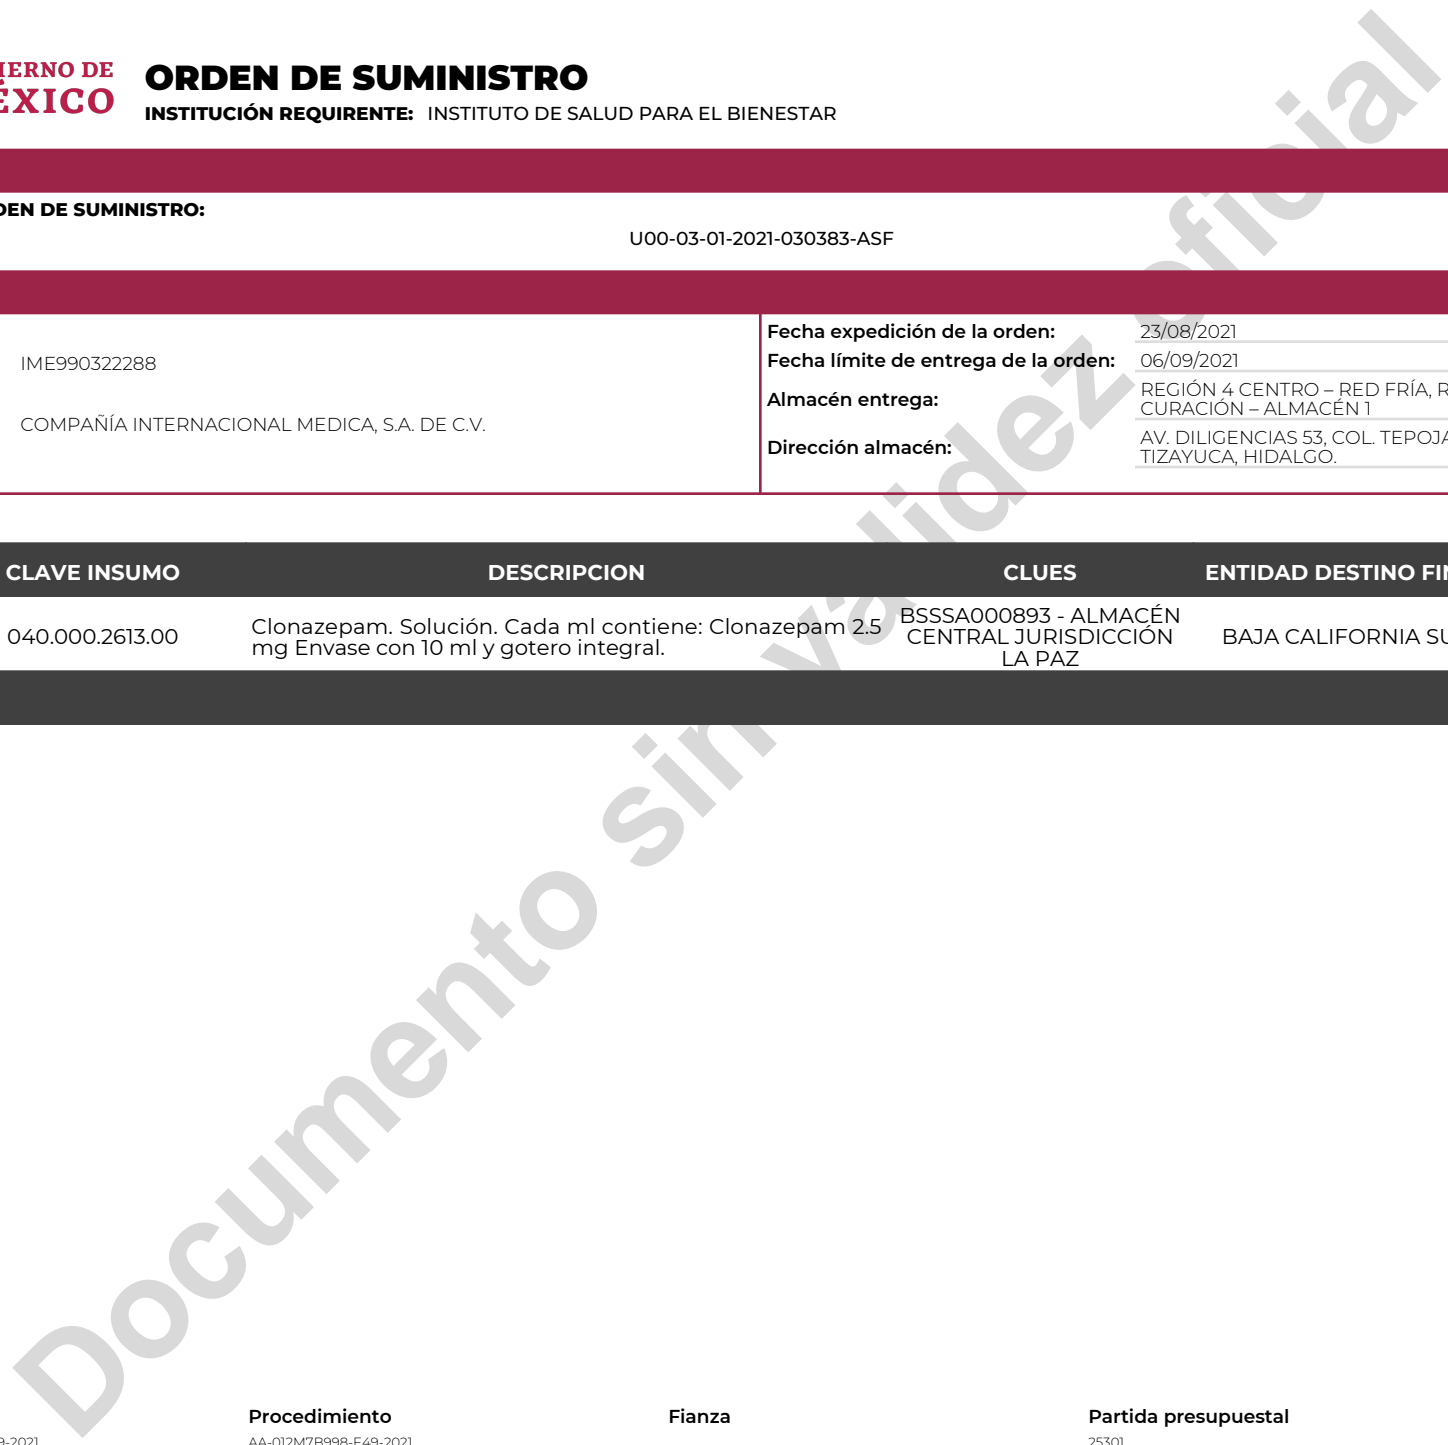 ORDEN DE SUMINISTRO
INSTITUCIÓN REQUIRENTE: INSTITUTO DE SALUD PARA EL BIENESTAR
DE
ÉXICO
DE SUMINISTRO:
U00-03-01-2021-030383-ASF
IME990322288
COMPAÑÍA INTERNACIONAL MEDICA, S.A. DE C.V.
Fecha expedición de la orden: 23/08/2021
Fecha límite de entrega de la orden: 06/09/2021
Almacén entrega: REGIÓN 4 CENTRO – RED FRÍA,
CURACIÓN – ALMACÉN 1
Dirección almacén: AV. DILIGENCIAS 53, COL.
TIZAYUCA, HIDALGO.
CLAVE INSUMO DESCRIPCION CLUES ENTIDAD DESTINO
040.000.2613.00
Clonazepam. Solución. Cada ml contiene: Clonazepam 2.5
mg Envase con 10 ml y gotero integral.
BSSSA000893 - ALMACÉN
CENTRAL JURISDICCIÓN
LA PAZ
BAJA CALIFORNIA
Documento sin validez oficial
Procedimiento Fianza Partida presupuestal
-2021 AA-012M7B998-E49-2021 25301